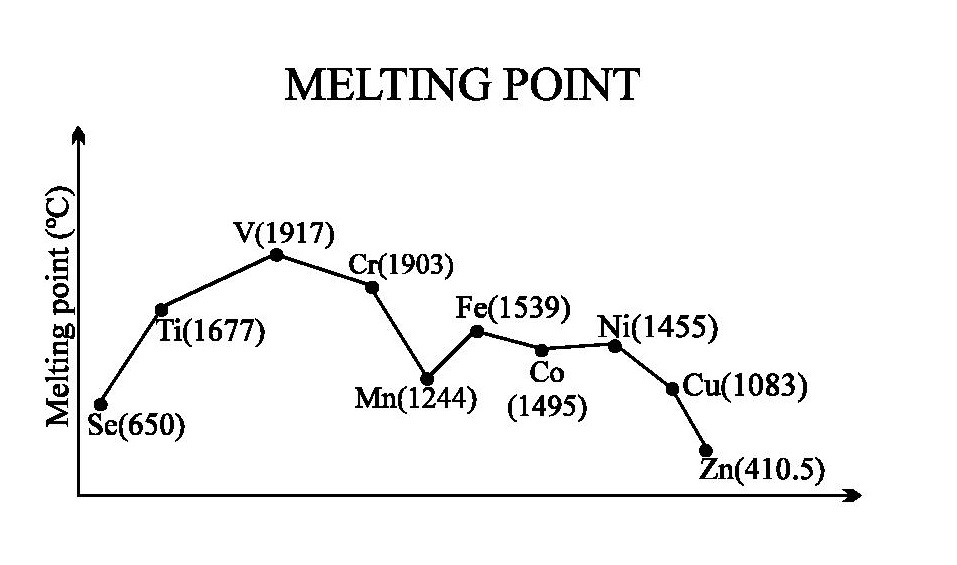 MELTING POINT
Melting point (°C)
V(1917)
Cr(1903)
Fe(1539)
Ni(1455)
Ti(1677)
Co
(1495)
Cu(1083)
Mn(1244)
Se(650)
Zn(410.5)